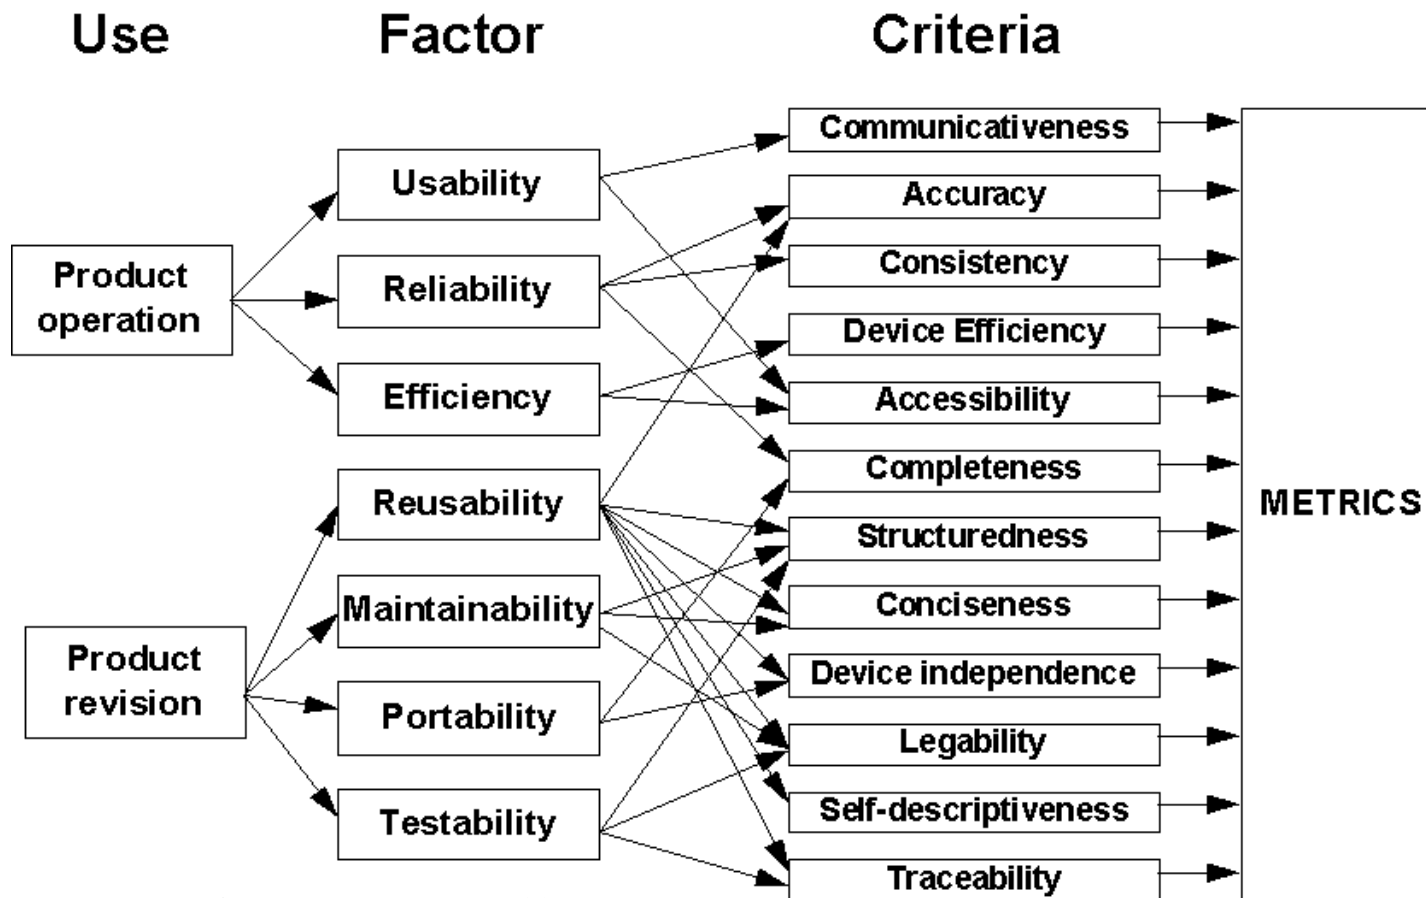 Use
Factor
Criteria
Product
operation
Product
revision
Usability
Reliability
Efficiency
Reusability
Maintainability
Portability
Testability
Communicativeness
Accuracy
Consistency
Device Efficiency
Accessibility
Completeness
Structuredness
Conciseness
Device independence
Legability
Self-descriptiveness
Traceability
METRICS